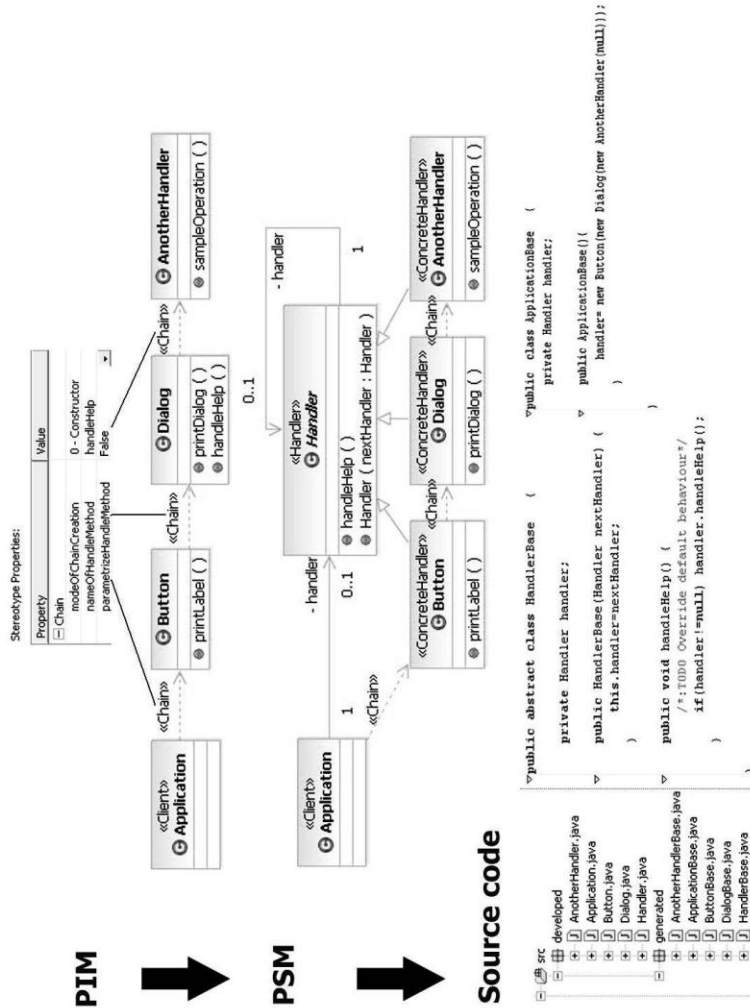 Stereotype Properties:
Property Value
Chain
modeOfChainCreation 0 - Constructor
nameOfHandleMethod handleHelp
parametrizeHandleMethod False
PIM
«Client»
Application
«Chain»
Button
printLabel ( )
«Chain»
Dialog
printDialog ( )
handleHelp ( )
«Chain»
AnotherHandler
sampleOperation ( )
PSM
«Client»
Application
1
- handler
0..1
«Chain»
«Handler»
Handler
handleHelp ( )
Handler ( nextHandler : Handler )
0..1
- handler
1
«ConcreteHandler»
Button
printLabel ( )
«Chain»
«ConcreteHandler»
Dialog
printDialog ( )
«Chain»
«ConcreteHandler»
AnotherHandler
sampleOperation ( )
Source code
src
developed
AnotherHandler.java
Application.java
Button.java
Dialog.java
Handler.java
generated
AnotherHandlerBase.java
ApplicationBase.java
ButtonBase.java
DialogBase.java
HandlerBase.java
public abstract class HandlerBase {
private Handler handler;
public HandlerBase(Handler nextHandler) {
this.handler=nextHandler;
}
public void handleHelp() {
/*:TODO Override default behaviour*/
if(handler!=null) handler.handleHelp();
}
}
public class ApplicationBase {
private Handler handler;
public ApplicationBase(){
handler= new Button(new Dialog(new AnotherHandler(null)));
}
}